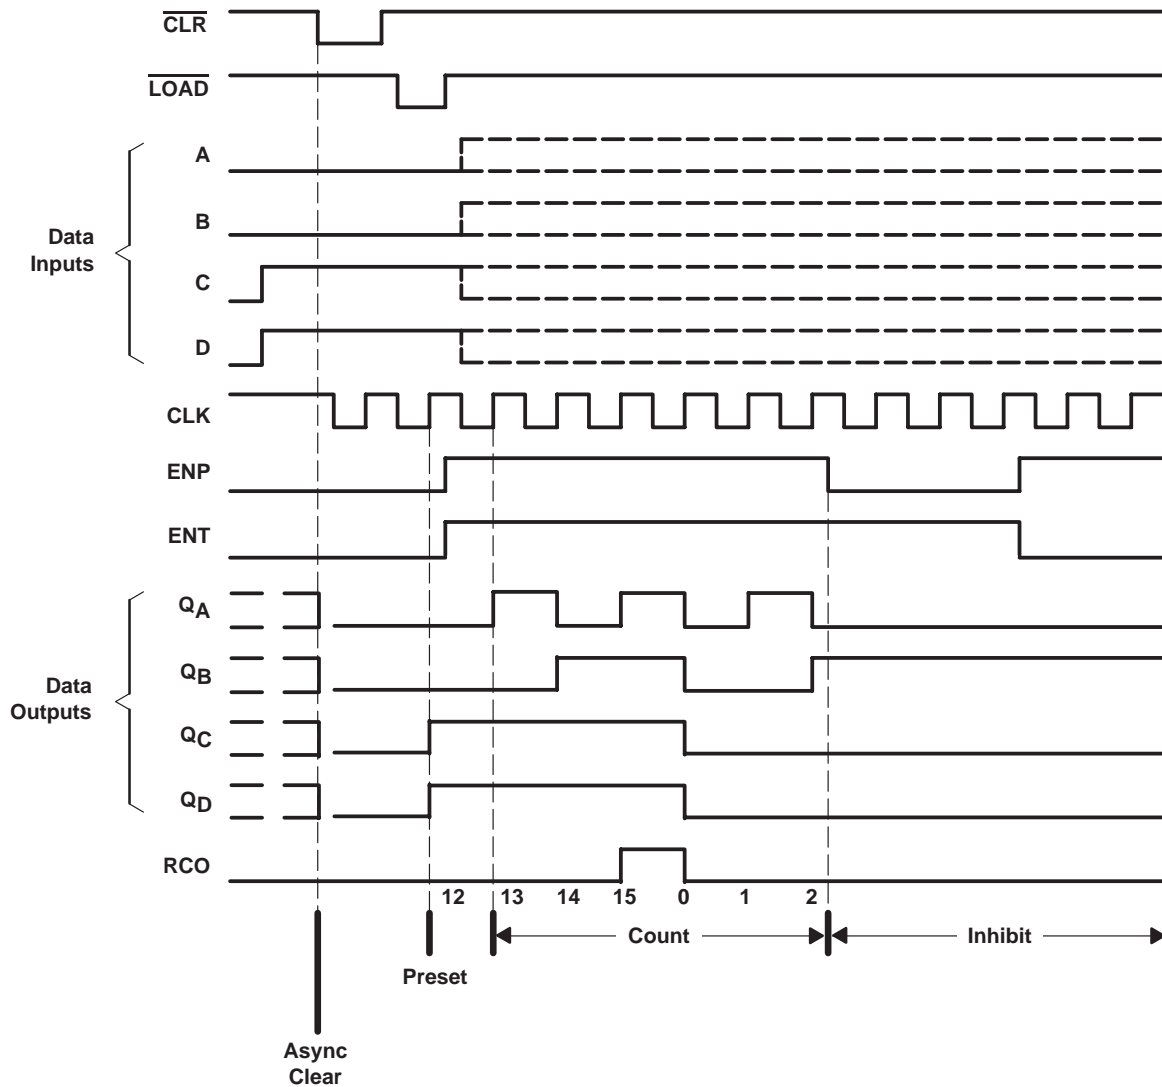 CLR
LOAD
A
B
Data
Inputs
C
D
CLK
ENP
ENT
QA
QB
Data
Outputs
QC
QD
RCO
12 13 14 15 0 1 2
Count Inhibit
Preset
Async
Clear